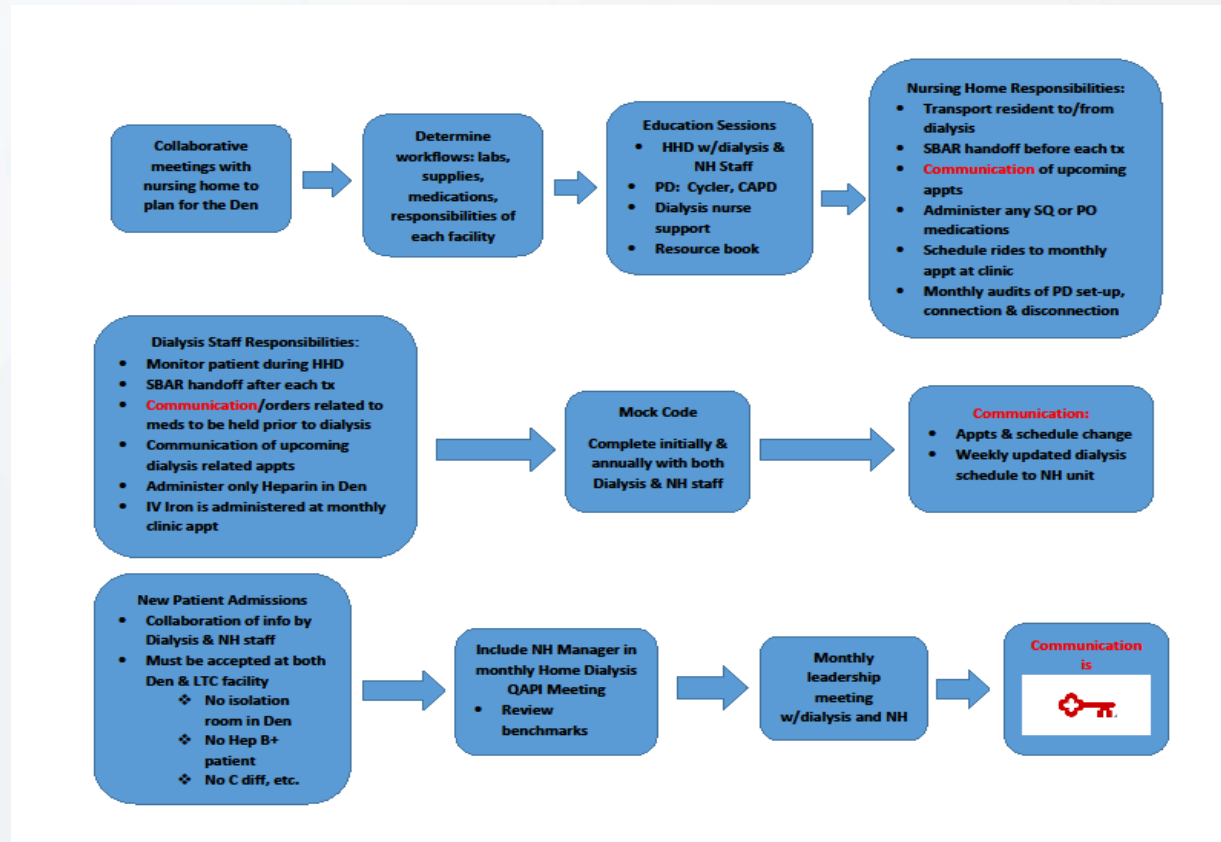 Collaborative
meetings with
nursing home to
plan for the Den
Determine
workflows: labs,
supplies,
medications,
responsibilities of
each facility
Education Sessions
• HHD w/dialysis &
NH Staff
• PD: Cycler, CAPD
• Dialysis nurse
support
• Resource book
Nursing Home Responsibilities:
• Transport resident to/from
dialysis
• SBAR handoff before each tx
• Communication of upcoming
appts
• Administer any SQ or PO
medications
• Schedule rides to monthly
appt at clinic
• Monthly audits of PD set-up,
connection & disconnection
Dialysis Staff Responsibilities:
• Monitor patient during HHD
• SBAR handoff after each tx
• Communication/orders related to
meds to be held prior to dialysis
• Communication of upcoming
dialysis related appts
• Administer only Heparin in Den
• IV Iron is administered at monthly
clinic appt
Mock Code
Complete initially &
annually with both
Dialysis & NH staff
Communication:
• Appts & schedule change
• Weekly updated dialysis
schedule to NH unit
New Patient Admissions
• Collaboration of info by
Dialysis & NH staff
• Must be accepted at both
Den & LTC facility
❖ No isolation
room in Den
❖ No Hep B+
patient
❖ No C diff, etc.
Include NH Manager in
monthly Home Dialysis
QAPI Meeting
• Review
benchmarks
Monthly
leadership
meeting
w/dialysis and NH
Communication
is